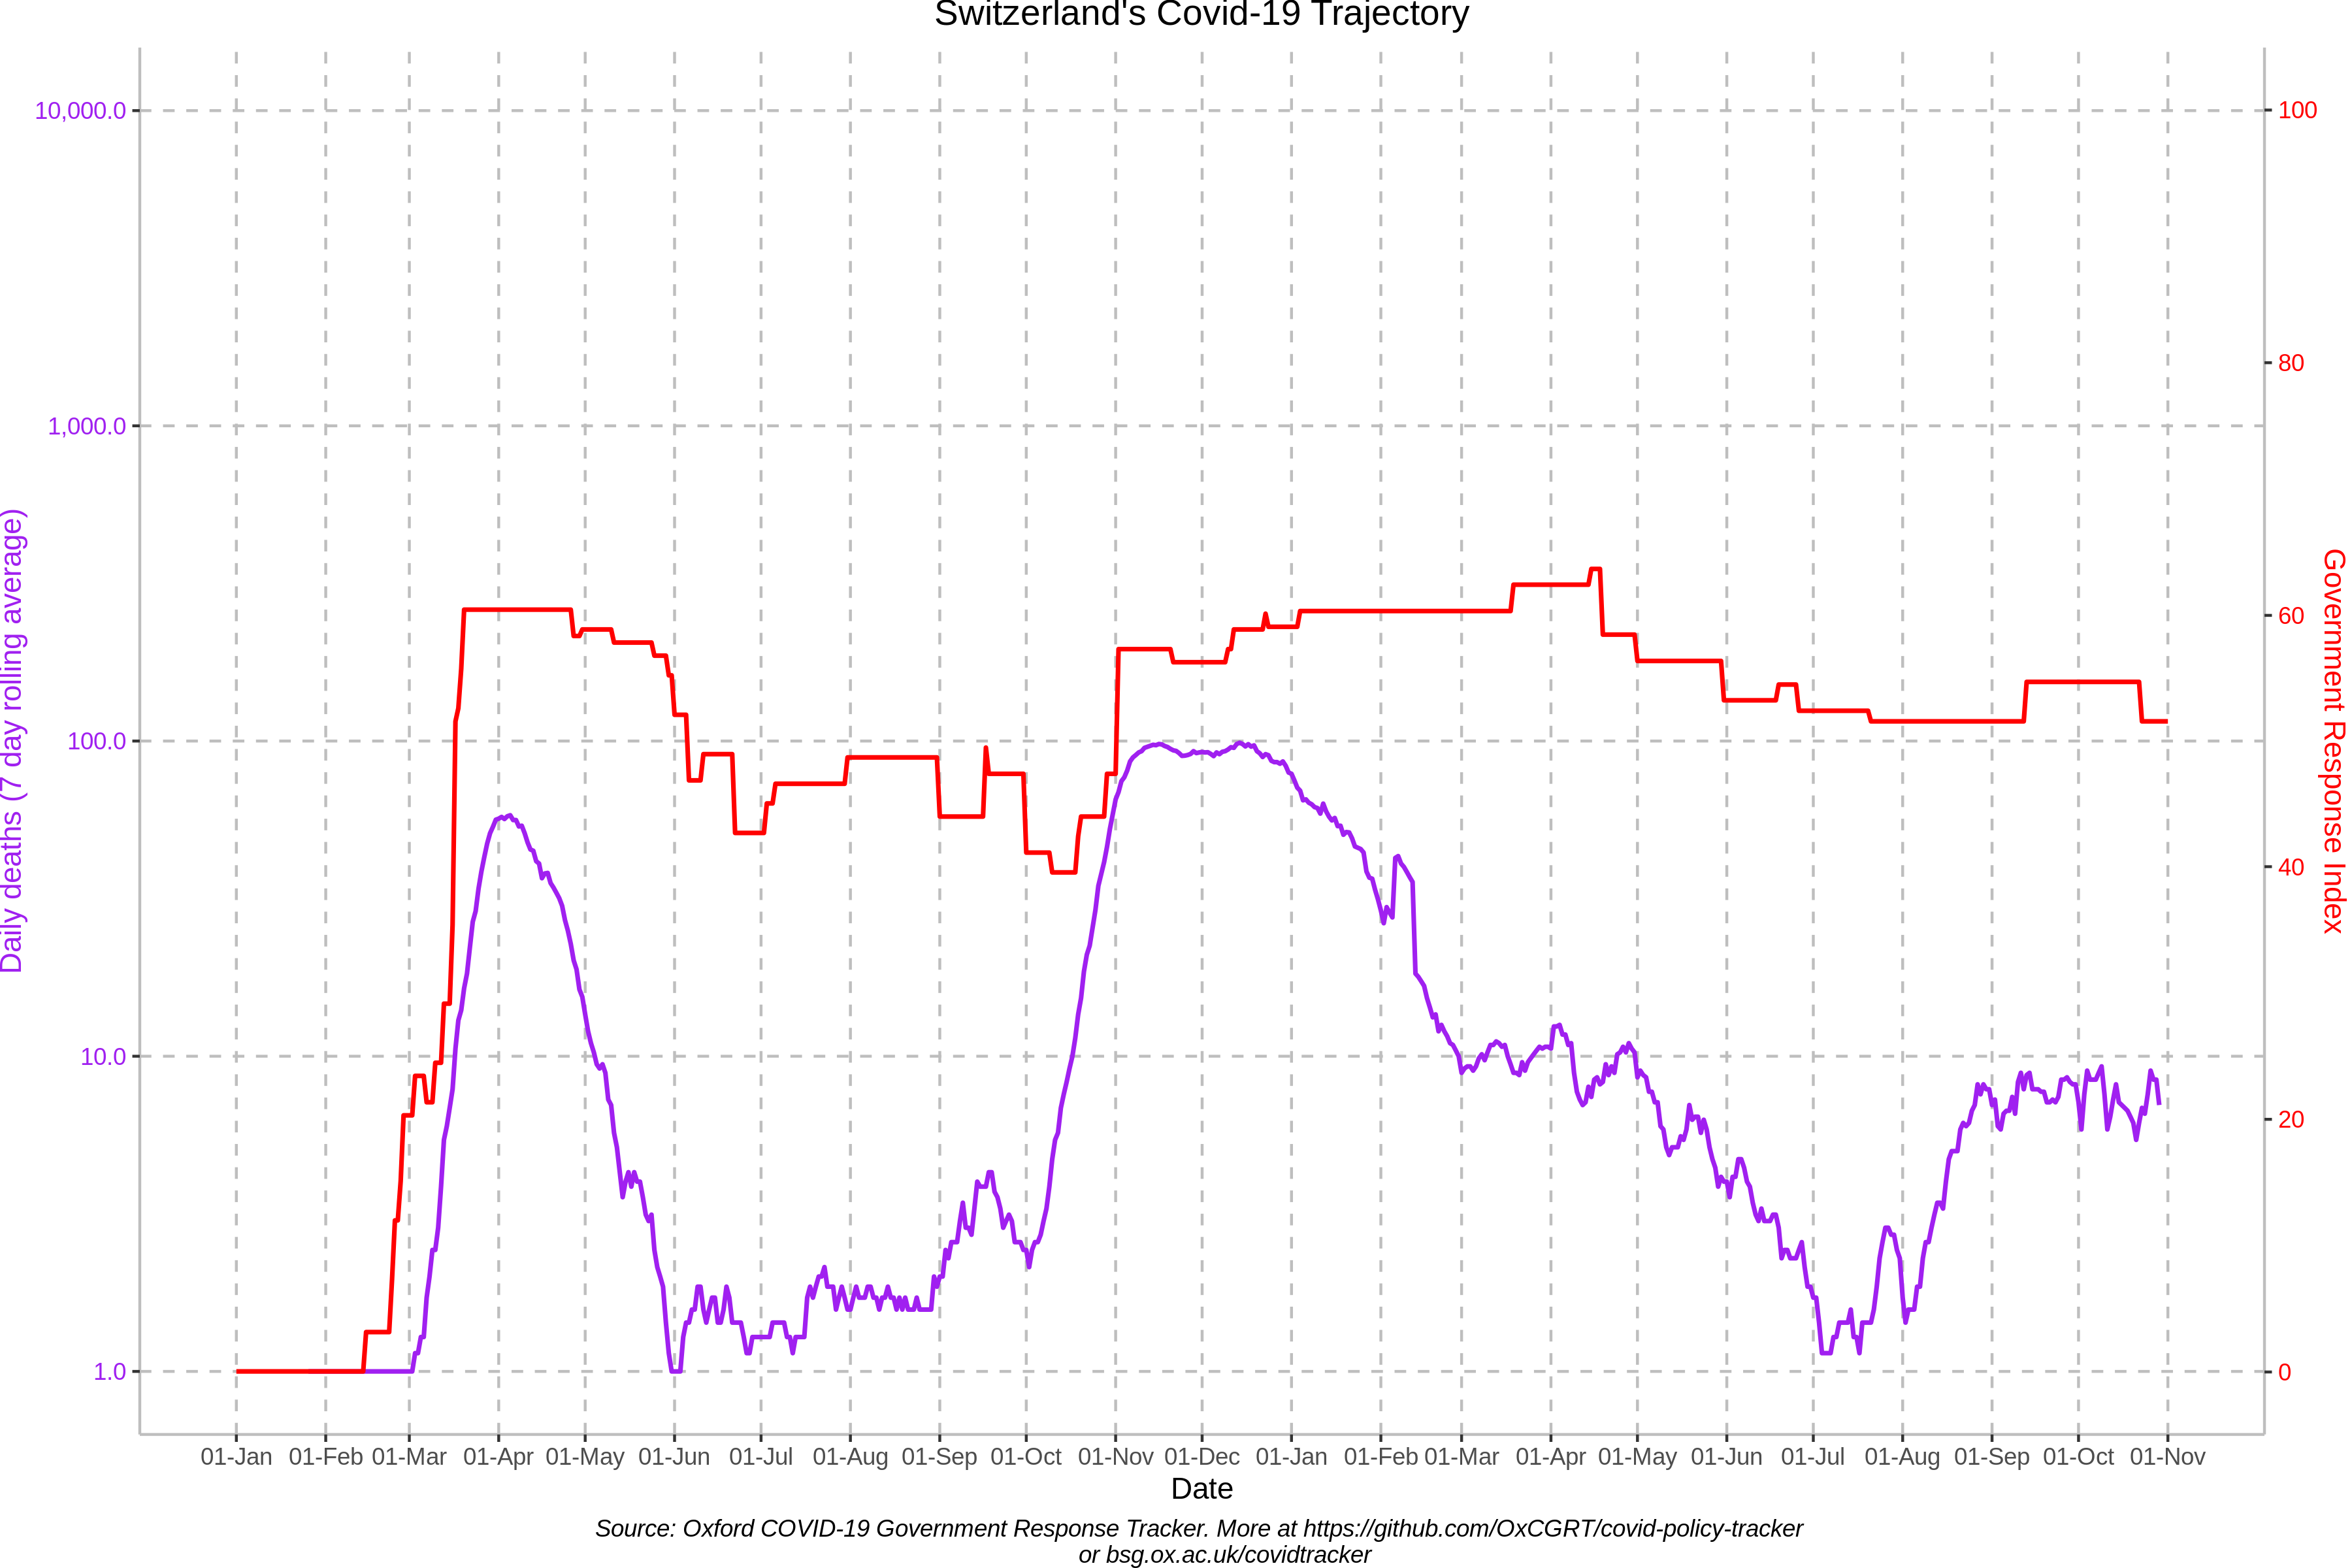 Switzerland's Covid-19 Trajectory
10,000.0
1,000.0
100.0
10.0
1.0
Daily deaths (7 day rolling average)
100
80
60
40
20
0
Government Response Index
01-Jan 01-Feb 01-Mar 01-Apr 01-May 01-Jun 01-Jul 01-Aug 01-Sep 01-Oct 01-Nov 01-Dec 01-Jan 01-Feb 01-Mar 01-Apr 01-May 01-Jun 01-Jul 01-Aug 01-Sep 01-Oct 01-Nov
Date
Source: Oxford COVID-19 Government Response Tracker. More at https://github.com/OxCGRT/covid-policy-tracker
or bsg.ox.ac.uk/covidtracker